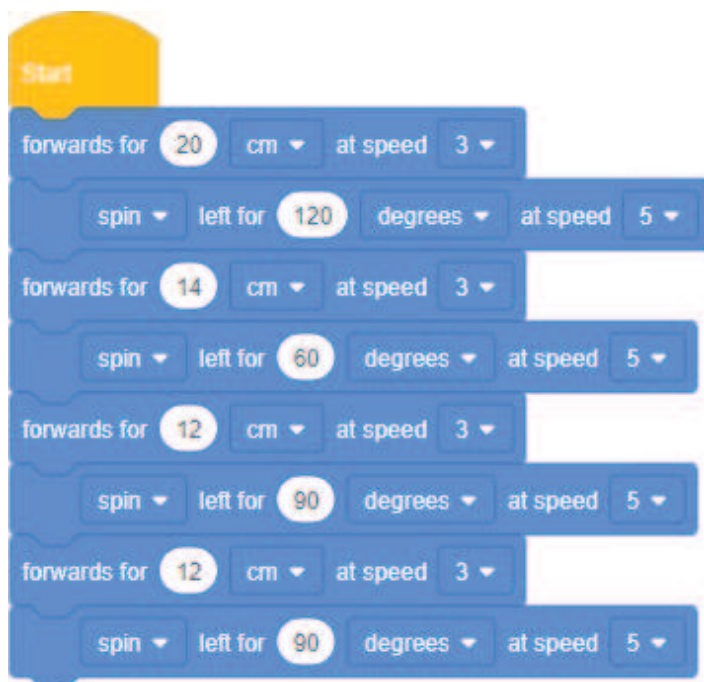 Start
forwards for 20 cm at speed 3
spin left for 120 degrees at speed 5
forwards for 14 cm at speed 3
spin left for 60 degrees at speed 5
forwards for 12 cm at speed 3
spin left for 90 degrees at speed 5
forwards for 12 cm at speed 3
spin left for 90 degrees at speed 5